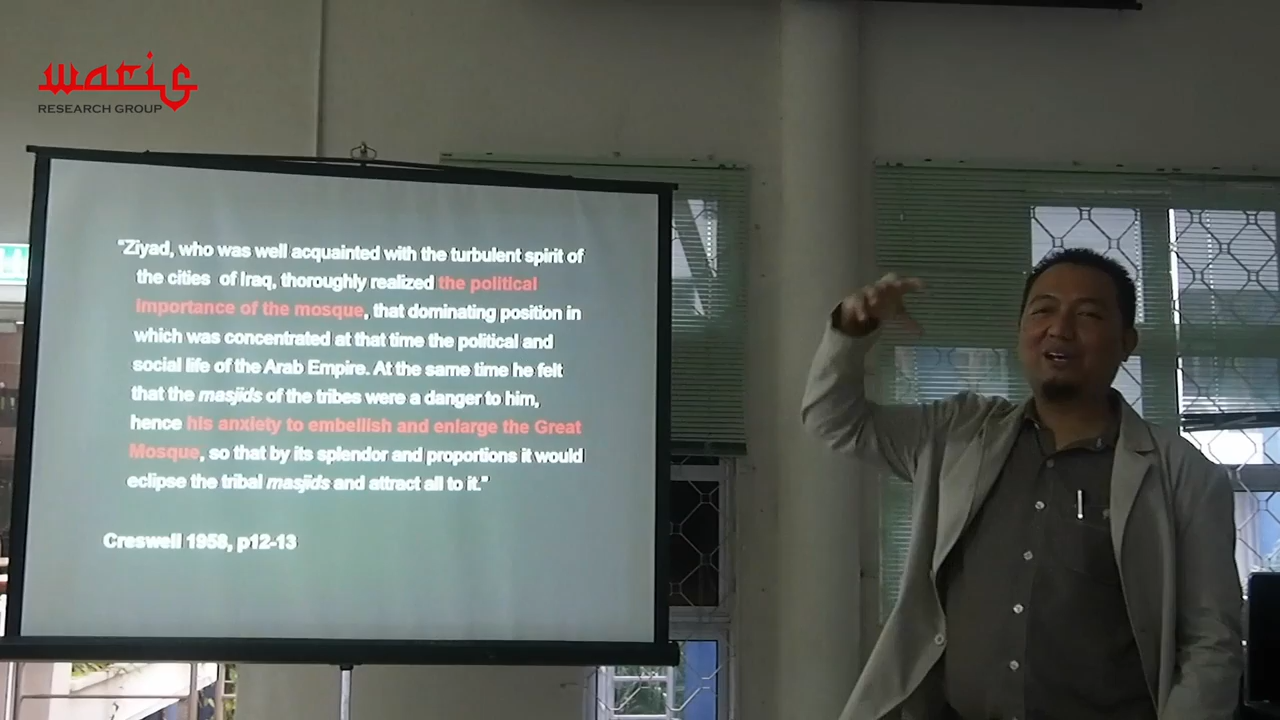 waris
RESEARCH GROUP
“Ziyad, who was well acquainted with the turbulent spirit of
the cities of Iraq, thoroughly realized the political
importance of the mosque, that dominating position in
which was concentrated at that time the political and
social life of the Arab Empire. At the same time he felt
that the masjids of the tribes were a danger to him,
hence his anxiety to embellish and enlarge the Great
Mosque, so that by its splendor and proportions it would
eclipse the tribal masjids and attract all to it.”
Creswell 1958, p12-13